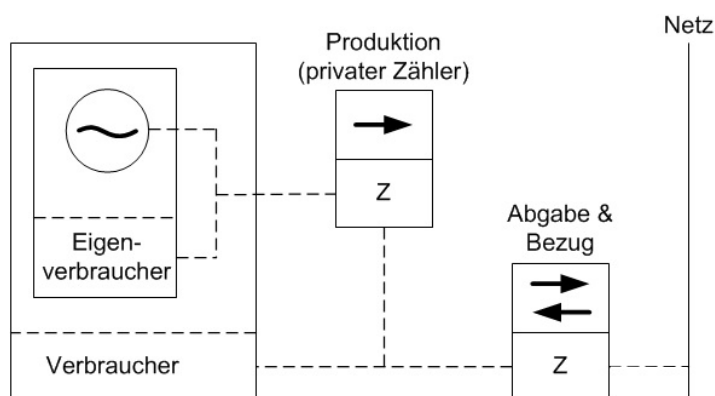 Netz
Produktion
(privater Zähler)
Z
Eigen-
verbraucher
Abgabe &
Bezug
Z
Verbraucher